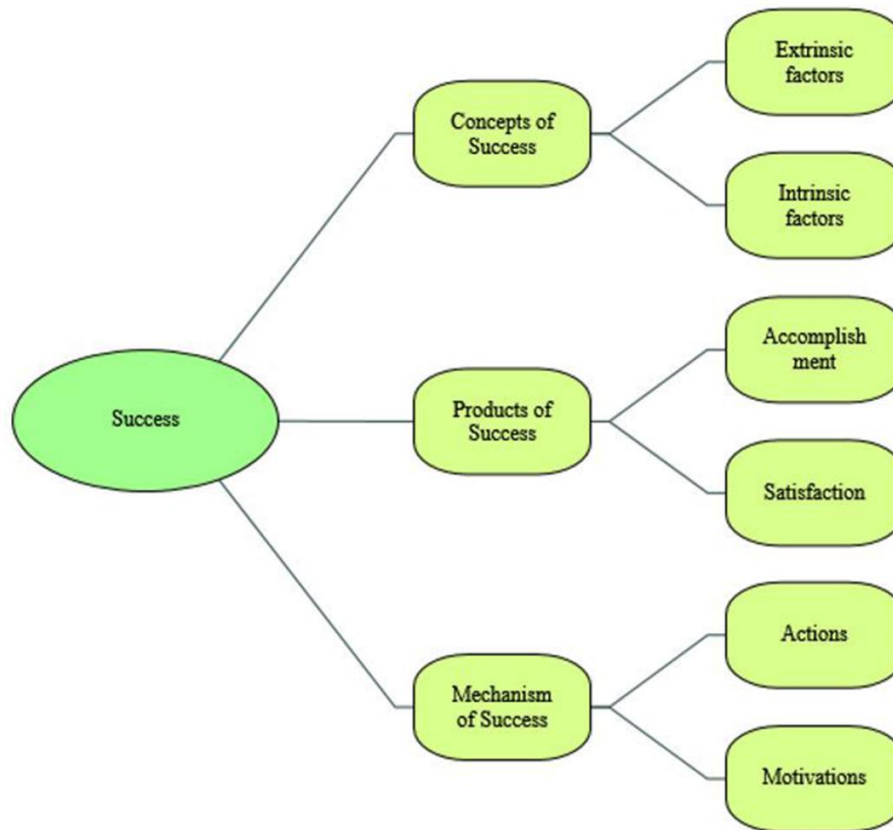 Success
Concepts of
Success
Extrinsic
factors
Intrinsic
factors
Products of
Success
Accomplish
ment
Satisfaction
Mechanism
of Success
Actions
Motivations